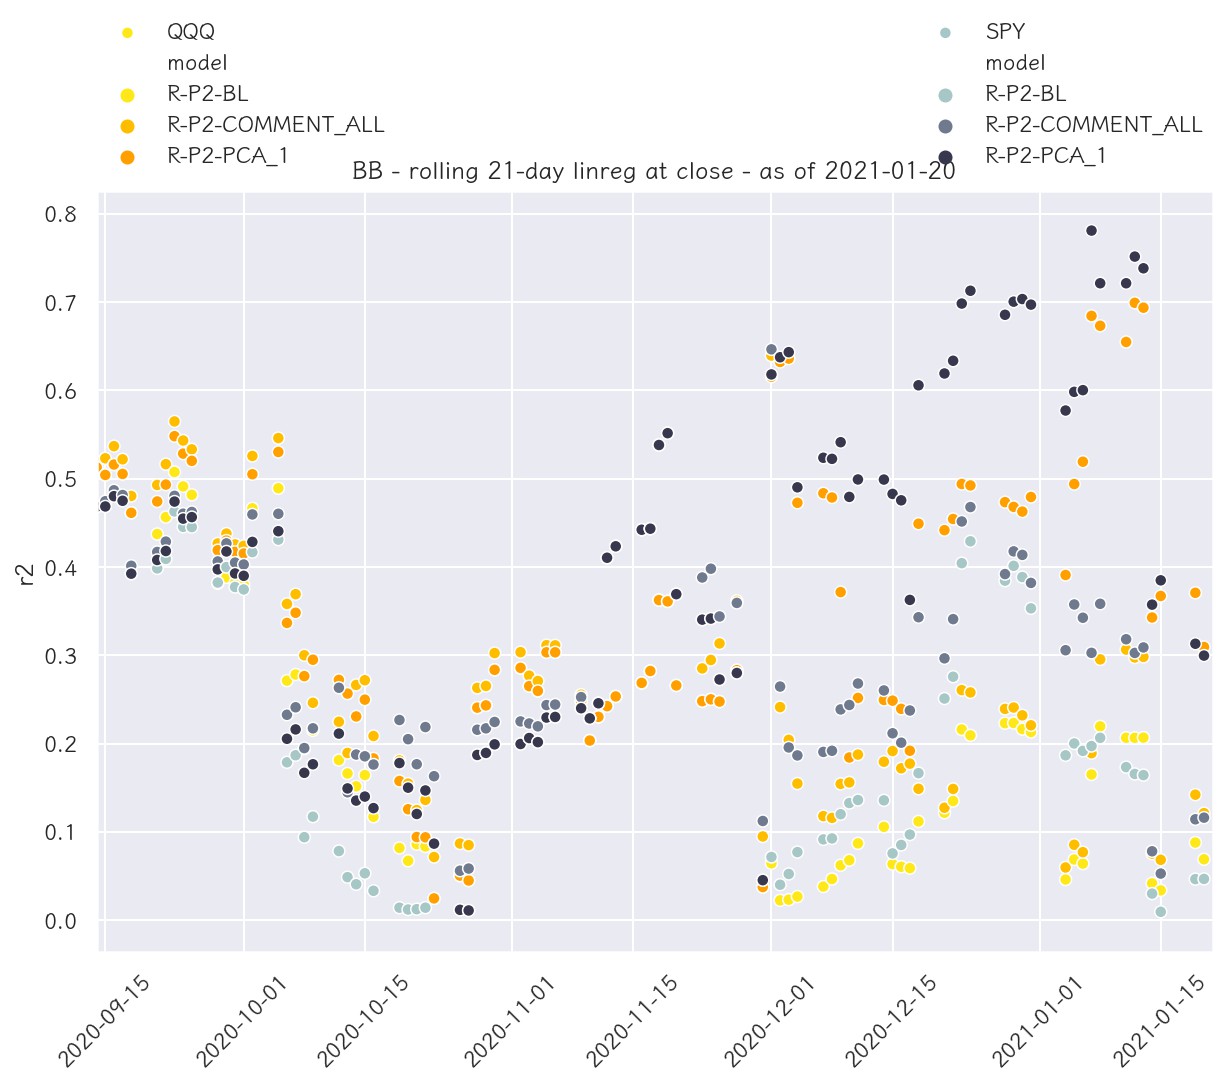 QQQ
model
R-P2-BL
R-P2-COMMENT_ALL
R-P2-PCA_1
SPY
model
R-P2-BL
R-P2-COMMENT_ALL
R-P2-PCA_1
BB - rolling 21-day linreg at close - as of 2021-01-20
0.8
0.7
0.6
0.5
0.4
0.3
0.2
0.1
0.0
r2
2020-09-15
2020-10-01
2020-10-15
2020-11-01
2020-11-15
2020-12-01
2020-12-15
2021-01-01
2021-01-15